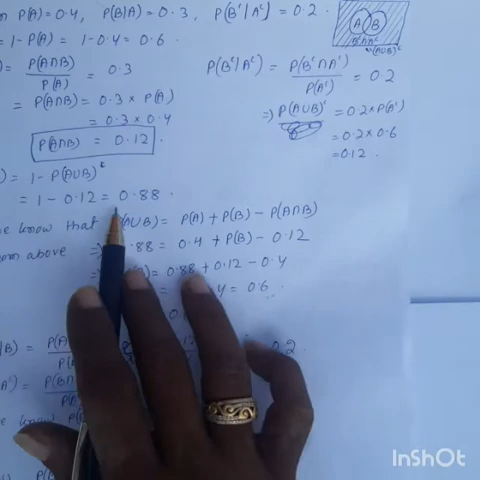 P(A)=0.4, P(B|A)=0.3, P(B'|A') = 0.2.
= 1-P(A) = 1-0.4 = 0.6.
A B
B'∩A'
(A∪B)'
) = P(A∩B) / P(A) = 0.3
P(B'|A') = P(B'∩A') / P(A') = 0.2
= P(A∩B) = 0.3 × P(A)
= 0.3 × 0.4
P(A∩B) = 0.12
⇒ P(A∪B)' = 0.2×P(A')
= 0.2×0.6
= 0.12.
) = 1-P(A∪B)'
= 1-0.12 = 0.88.
know that (A∪B) = P(A)+P(B)-P(A∩B)
above ⇒ .88 = 0.4 + P(B) - 0.12
) = 0.88 + 0.12 - 0.4
= 4 = 0.6.
|B) = 0.2.
know
InShOt